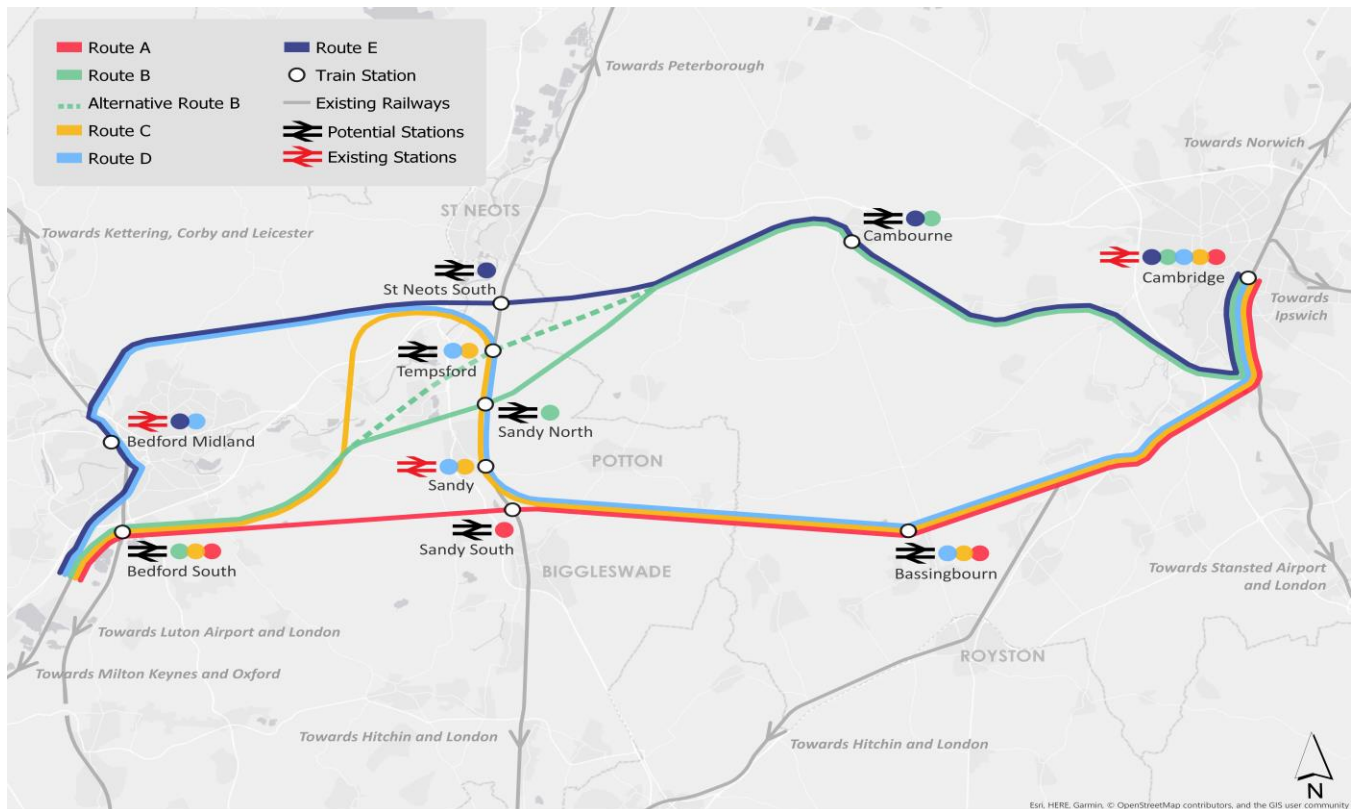 Route A
Route B
Alternative Route B
Route C
Route D
Route E
Train Station
Existing Railways
Potential Stations
Existing Stations
Towards Peterborough
Towards Norwich
ST NEOTS
Towards Kettering, Corby and Leicester
Cambourne
Cambridge
St Neots South
Towards
Ipswich
Tempsford
Sandy North
Bedford Midland
POTTON
Sandy
Sandy South
Bedford South
BIGGLESWADE
Bassingbourn
Towards Stansted Airport
and London
Towards Luton Airport and London
ROYSTON
Towards Milton Keynes and Oxford
Towards Hitchin and London
Towards Hitchin and London
L
N
Esri, HERE, Garmin, © OpenStreetMap contributors, and the GIS user community